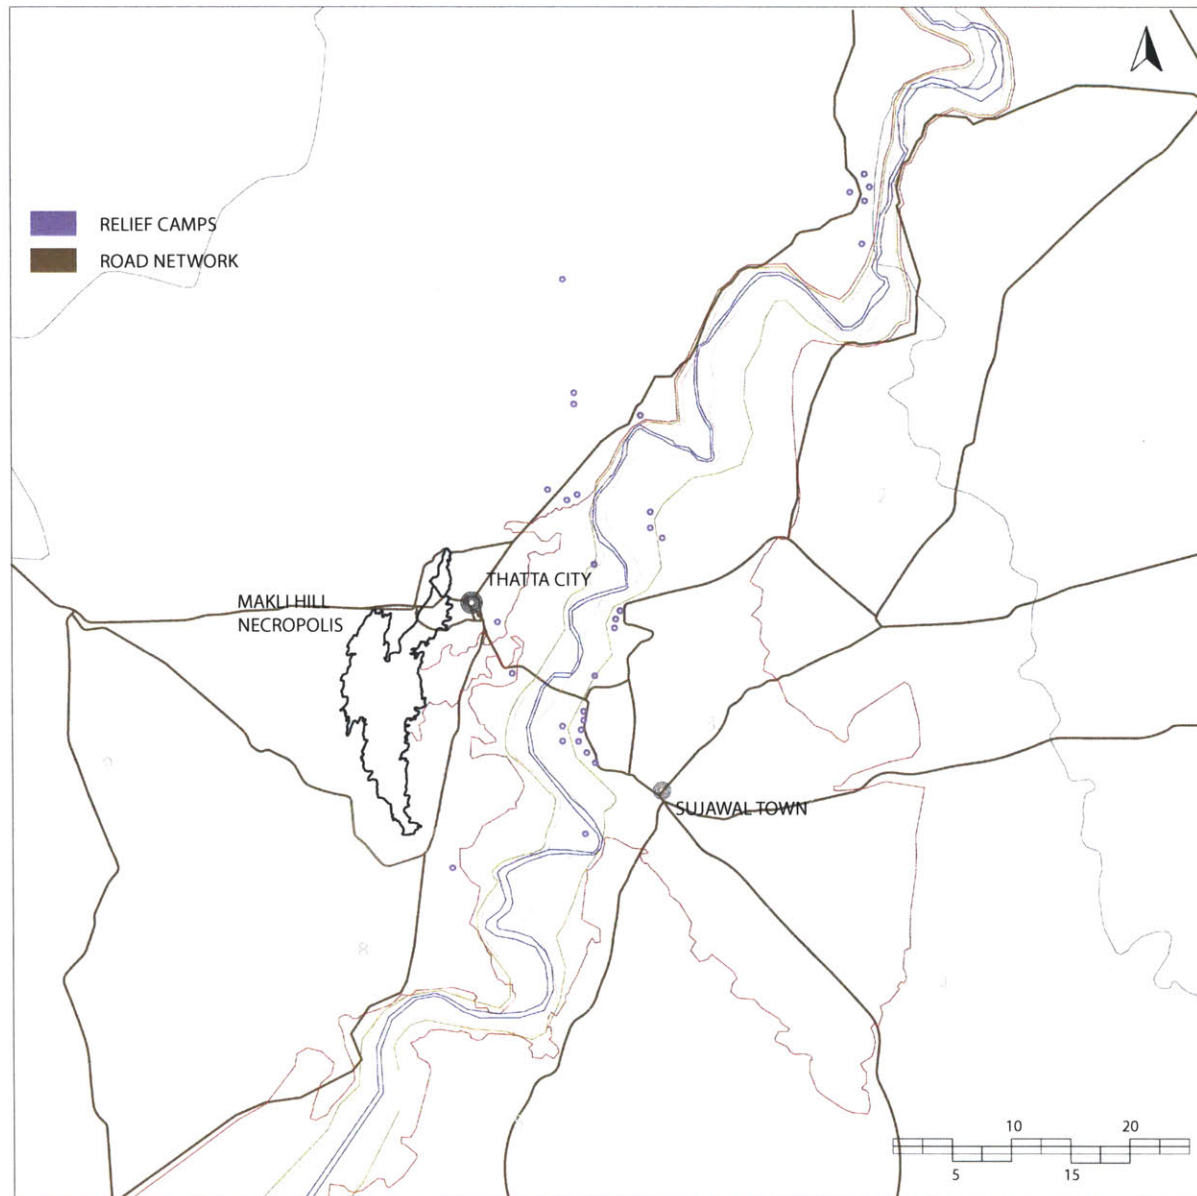 RELIEF CAMPS
ROAD NETWORK
THATTA CITY
MAKLI HILL
NECROPOLIS
SUJAWAL TOWN
10 20
5 15